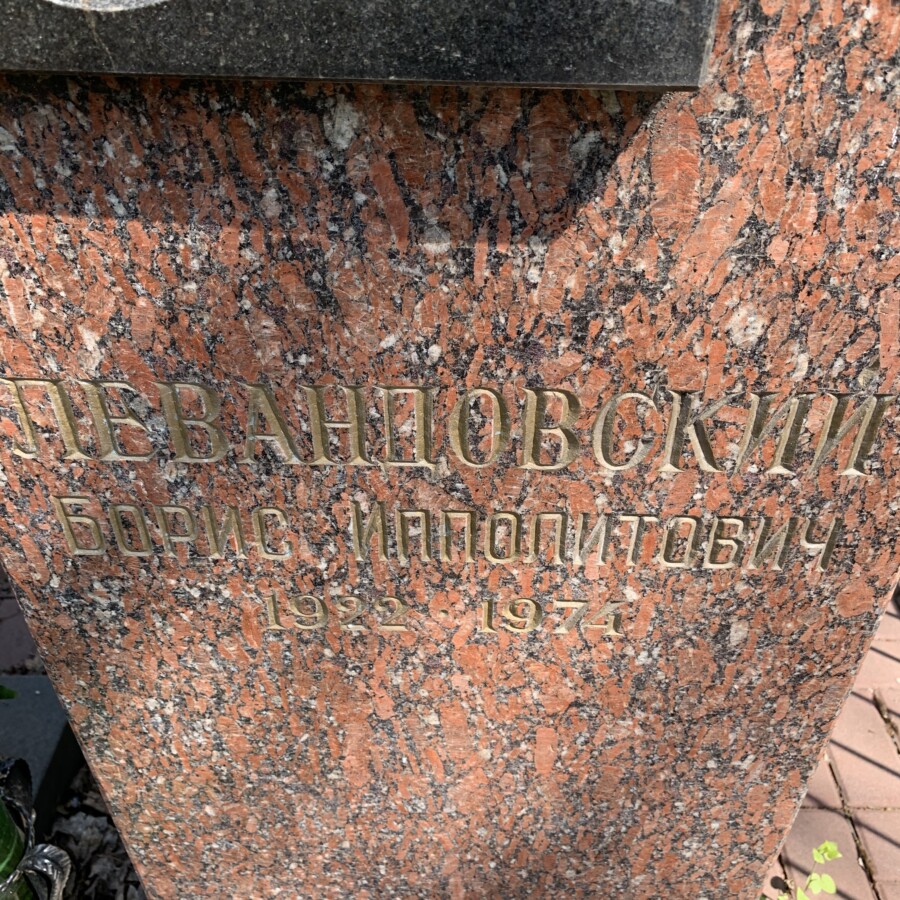 ЛЕВАНДОВСКИЙ
Борис Ипполитович.
1922 · 1974